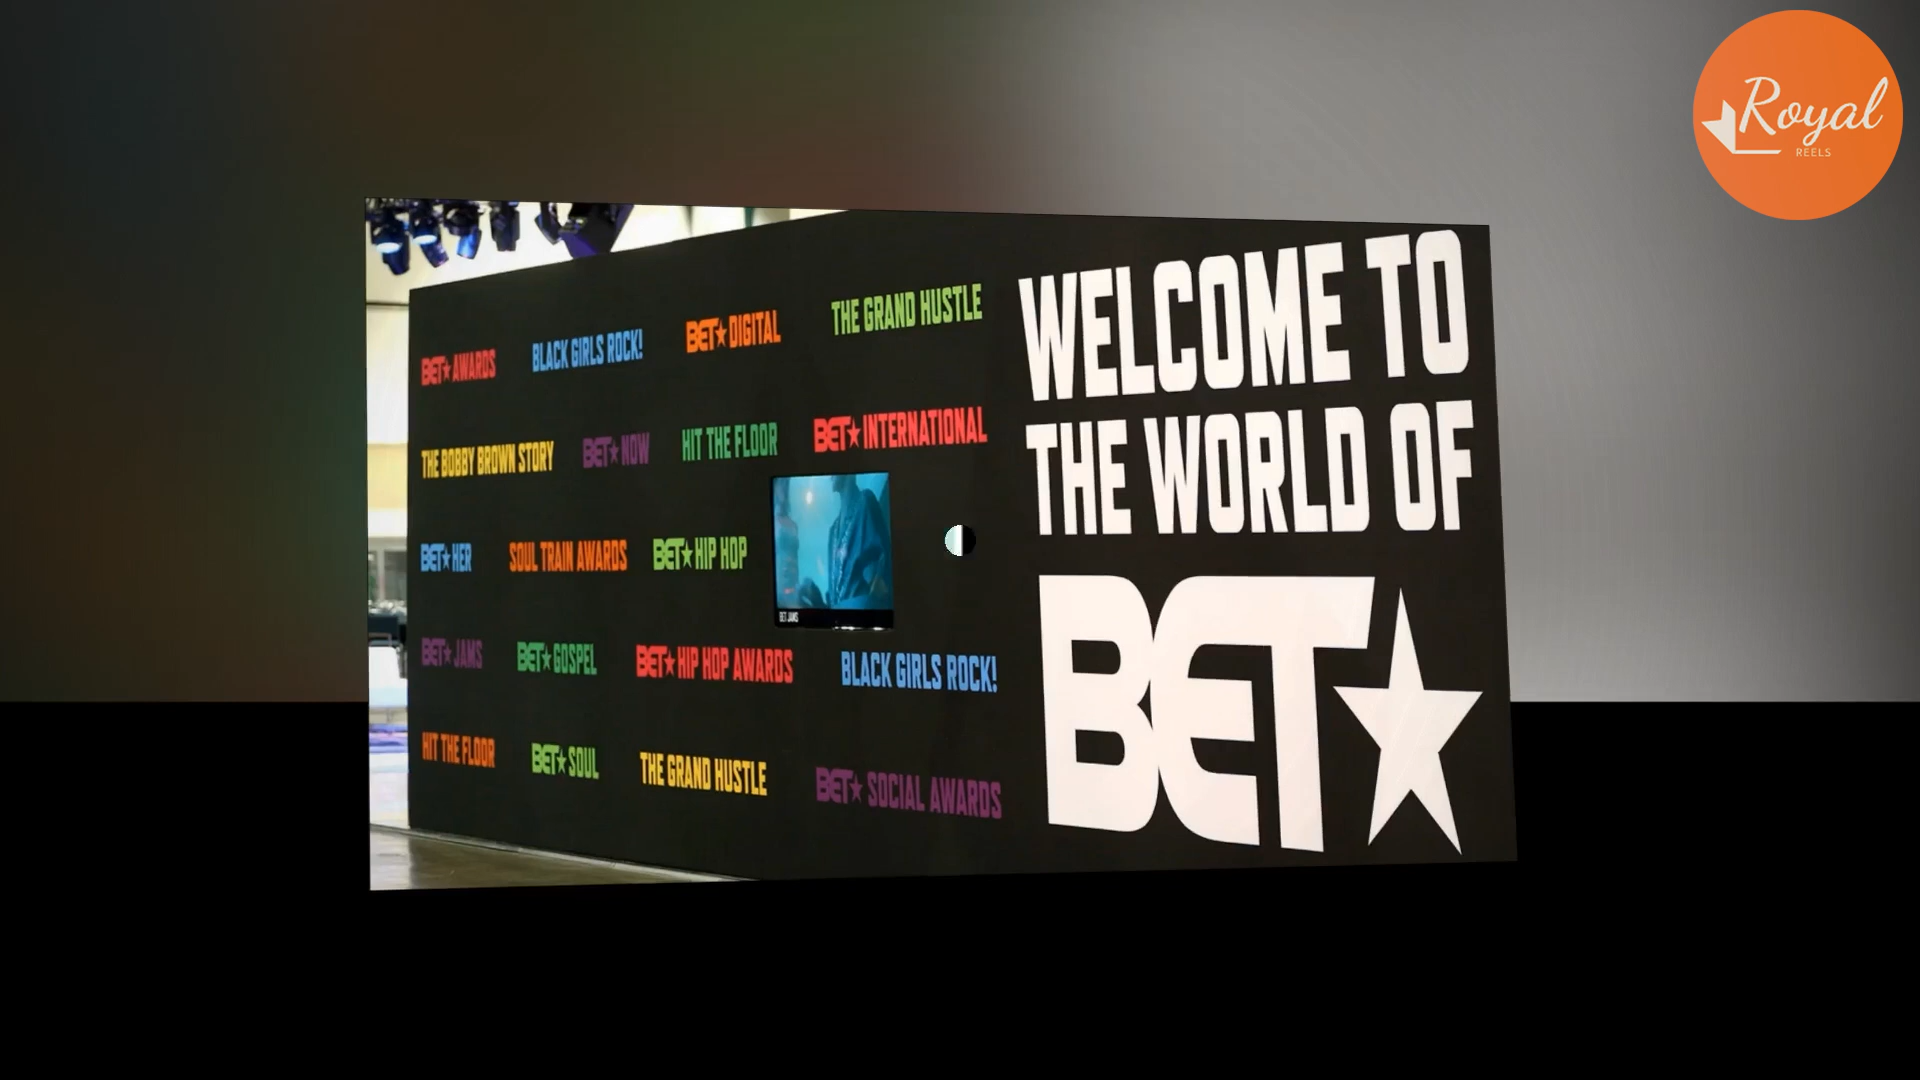 Royal
REELS
WELCOME TO
THE WORLD OF
BET★
BET★AWARDS
BLACK GIRLS ROCK!
BET★DIGITAL
THE GRAND HUSTLE
THE BOBBY BROWN STORY
BET★NOW
HIT THE FLOOR
BET★INTERNATIONAL
BET★HER
SOUL TRAIN AWARDS
BET★HIP HOP
BET JAMS
BET★JAMS
BET★GOSPEL
BET★HIP HOP AWARDS
BLACK GIRLS ROCK!
HIT THE FLOOR
BET★SOUL
THE GRAND HUSTLE
BET★SOCIAL AWARDS